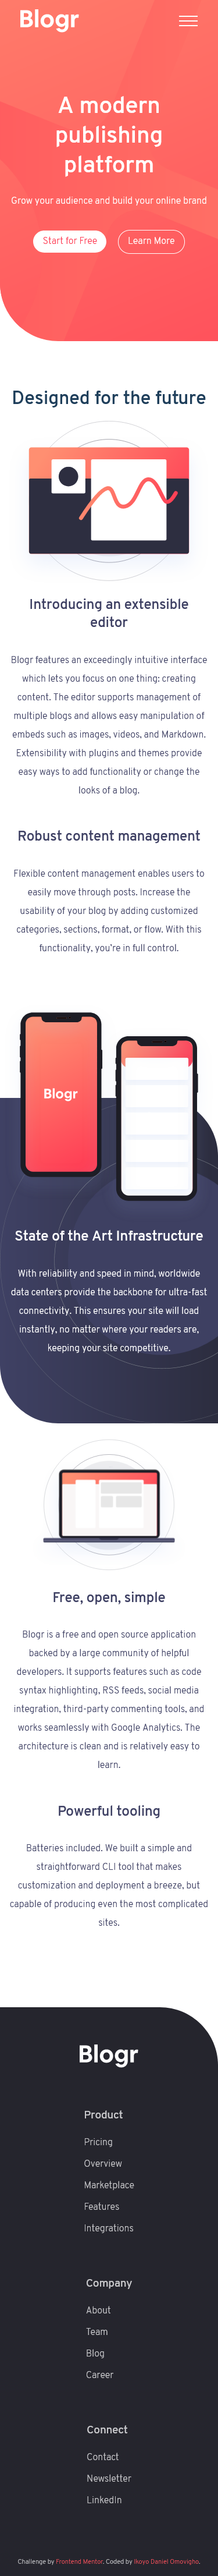 Blogr
A modern
publishing
platform
Grow your audience and build your online brand
Start for Free
Learn More
Designed for the future
Introducing an extensible
editor
Blogr features an exceedingly intuitive interface
which lets you focus on one thing: creating
content. The editor supports management of
multiple blogs and allows easy manipulation of
embeds such as images, videos, and Markdown.
Extensibility with plugins and themes provide
easy ways to add functionality or change the
looks of a blog.
Robust content management
Flexible content management enables users to
easily move through posts. Increase the
usability of your blog by adding customized
categories, sections, format, or flow. With this
functionality, you're in full control.
Blogr
State of the Art Infrastructure
With reliability and speed in mind, worldwide
data centers provide the backbone for ultra-fast
connectivity. This ensures your site will load
instantly, no matter where your readers are,
keeping your site competitive.
Free, open, simple
Blogr is a free and open source application
backed by a large community of helpful
developers. It supports features such as code
syntax highlighting, RSS feeds, social media
integration, third-party commenting tools, and
works seamlessly with Google Analytics. The
architecture is clean and is relatively easy to
learn.
Powerful tooling
Batteries included. We built a simple and
straightforward CLI tool that makes
customization and deployment a breeze, but
capable of producing even the most complicated
sites.
Blogr
Product
Pricing
Overview
Marketplace
Features
Integrations
Company
About
Team
Blog
Career
Connect
Contact
Newsletter
LinkedIn
Challenge by Frontend Mentor. Coded by Ikoyo Daniel Omovigho.